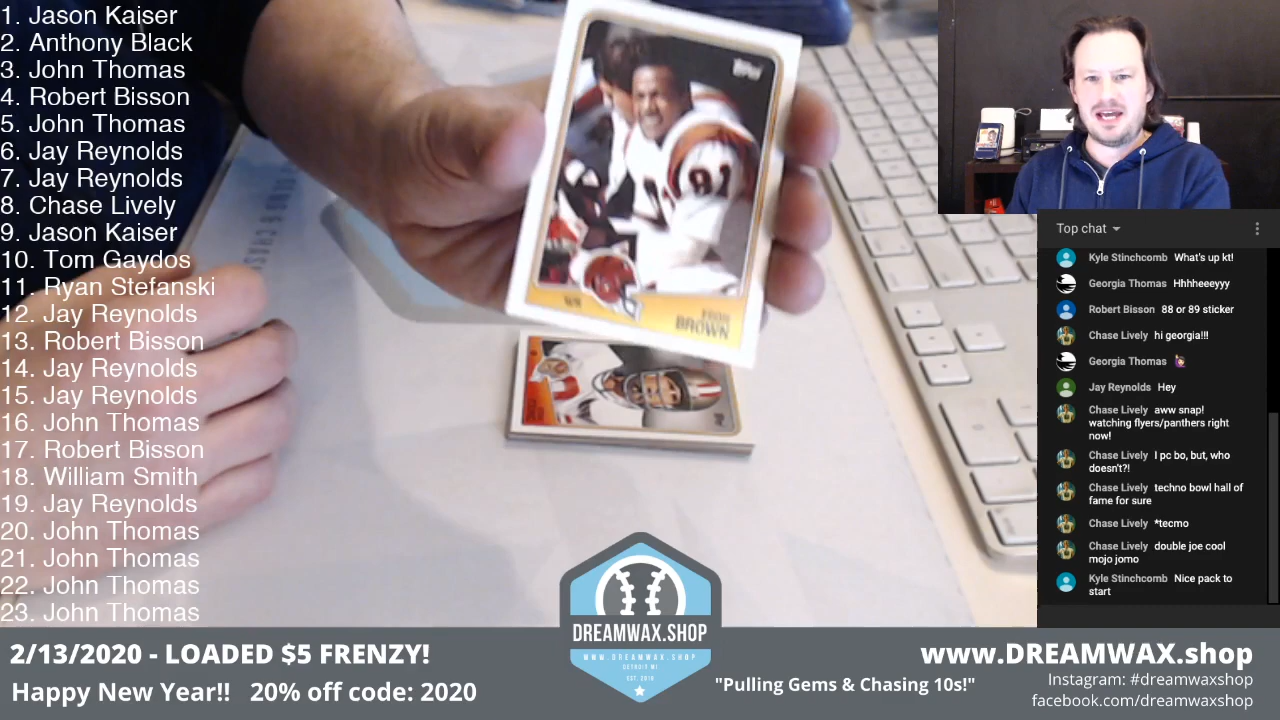 1. Jason Kaiser
2. Anthony Black
3. John Thomas
4. Robert Bisson
5. John Thomas
6. Jay Reynolds
7. Jay Reynolds
8. Chase Lively
9. Jason Kaiser
10. Tom Gaydos
11. Ryan Stefanski
12. Jay Reynolds
13. Robert Bisson
14. Jay Reynolds
15. Jay Reynolds
16. John Thomas
17. Robert Bisson
18. William Smith
19. Jay Reynolds
20. John Thomas
21. John Thomas
22. John Thomas
23. John Thomas
Topps
81
WR
BROWN
Top chat
Kyle Stinchcomb What's up kt!
Georgia Thomas Hhhheeeyyy
Robert Bisson 88 or 89 sticker
Chase Lively hi georgia!!!
Georgia Thomas 🙋
Jay Reynolds Hey
Chase Lively aww snap!
watching flyers/panthers right
now!
Chase Lively I pc bo, but, who
doesn't?!
Chase Lively techno bowl hall of
fame for sure
Chase Lively *tecmo
Chase Lively double joe cool
mojo jomo
Kyle Stinchcomb Nice pack to
start
DREAMWAX.SHOP
WWW.DREAMWAX.SHOP
DETROIT MI
EST. 2018
2/13/2020 - LOADED $5 FRENZY!
Happy New Year!! 20% off code: 2020
"Pulling Gems & Chasing 10s!"
www.DREAMWAX.shop
Instagram: #dreamwaxshop
facebook.com/dreamwaxshop